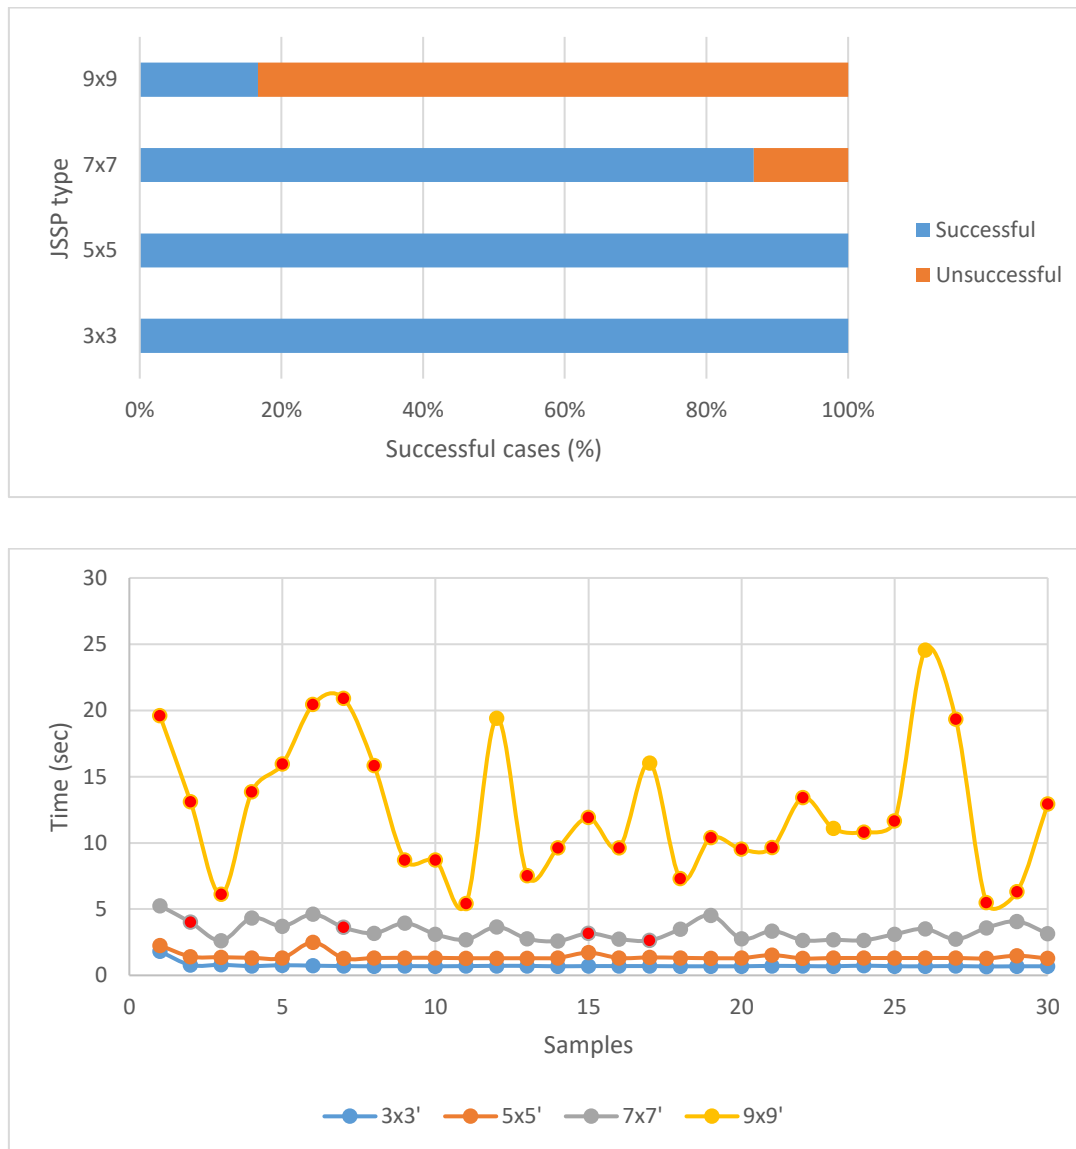 9x9
7x7
5x5
3x3
JSSP type
0% 20% 40% 60% 80% 100%
Successful cases (%)
Successful
Unsuccessful
30
25
20
15
10
5
0
Time (sec)
0 5 10 15 20 25 30
Samples
3x3' 5x5' 7x7' 9x9'